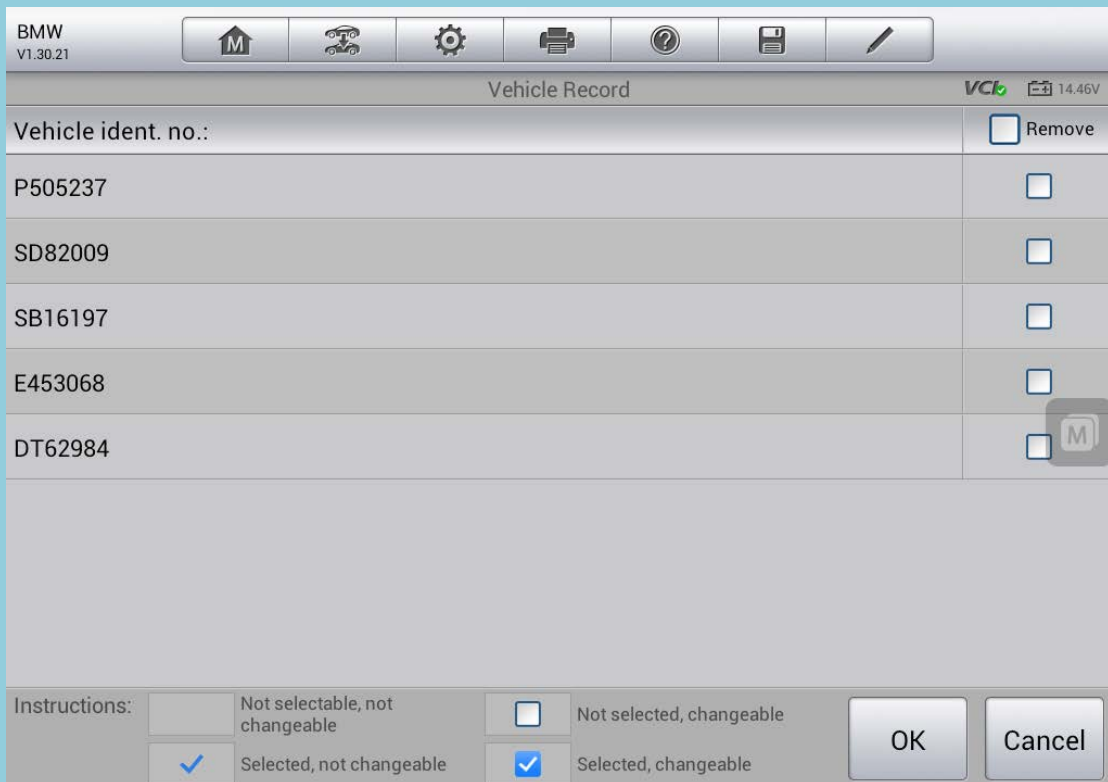 BMW
V1.30.21
M
Vehicle Record
VCI 14.46V
Vehicle ident. no.:
Remove
P505237
SD82009
SB16197
E453068
DT62984
M
Instructions:
Not selectable, not
changeable
Not selected, changeable
Selected, not changeable
Selected, changeable
OK
Cancel